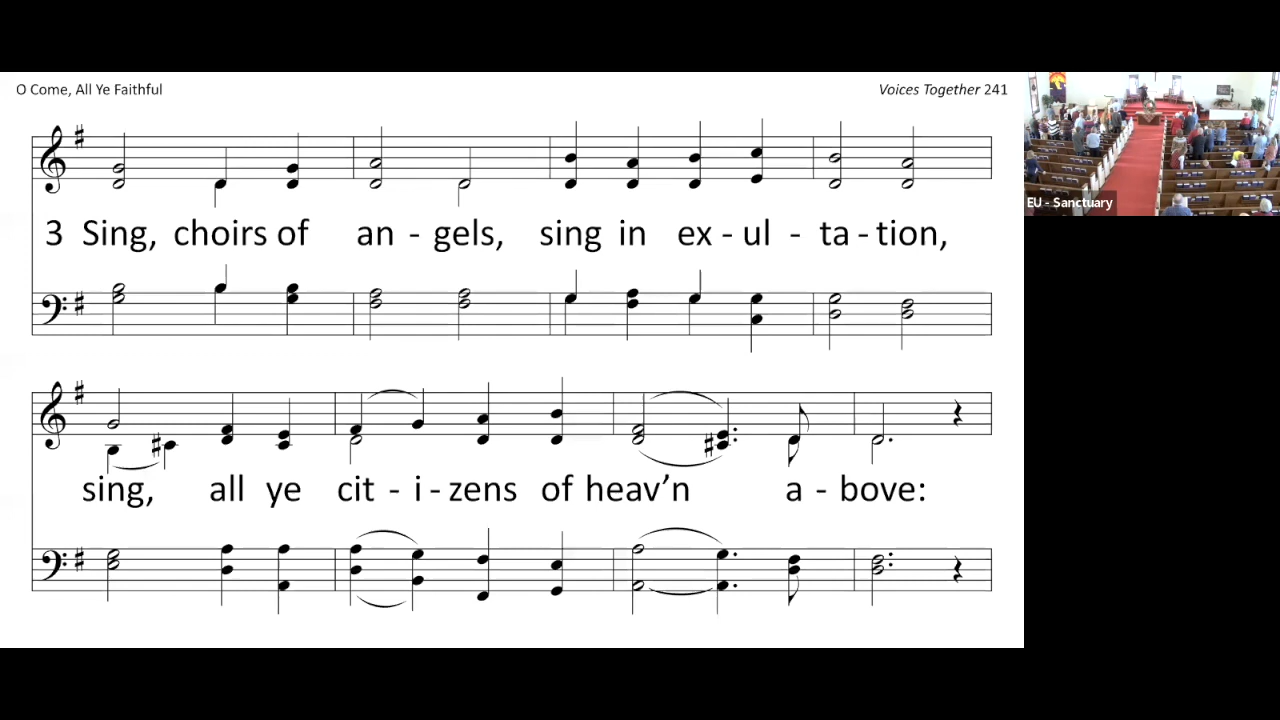 O Come, All Ye Faithful
Voices Together 241
3 Sing, choirs of an - gels, sing in ex - ul - ta - tion,
sing, all ye cit - i - zens of heav’n a - bove:
EU - Sanctuary